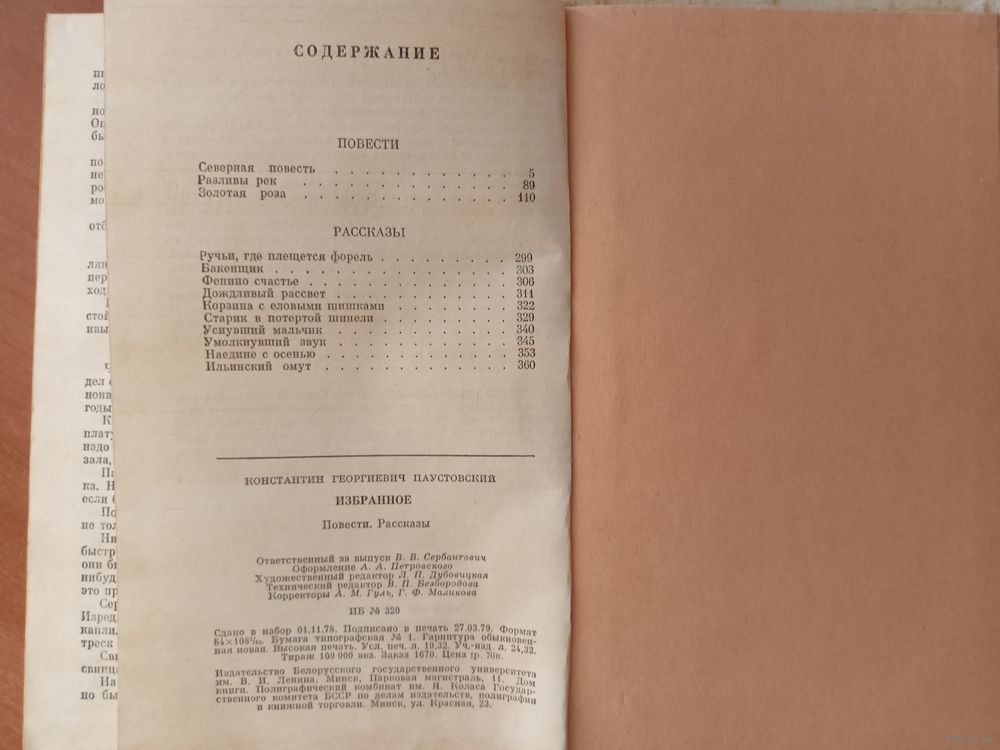 СОДЕРЖАНИЕ
ПОВЕСТИ
Северная повесть . . . . . . . . . . . . . . . 5
Разливы рек . . . . . . . . . . . . . . . . . 89
Золотая роза . . . . . . . . . . . . . . . . 110
РАССКАЗЫ
Ручьи, где плещется форель . . . . . . . . . . . 299
Бакенщик . . . . . . . . . . . . . . . . . . 303
Фенино счастье . . . . . . . . . . . . . . . . 306
Дождливый рассвет . . . . . . . . . . . . . . 311
Корзина с еловыми шишками . . . . . . . . . 322
Старик в потертой шинели . . . . . . . . . . . 329
Уснувший мальчик . . . . . . . . . . . . . . 340
Умолкнувший звук . . . . . . . . . . . . . . 345
Наедине с осенью . . . . . . . . . . . . . . . 353
Ильинский омут . . . . . . . . . . . . . . . 360
КОНСТАНТИН ГЕОРГИЕВИЧ ПАУСТОВСКИЙ
ИЗБРАННОЕ
Повести. Рассказы
Ответственный за выпуск В. В. Сербантович
Оформление А. А. Петровского
Художественный редактор Л. П. Дубовицкая
Технический редактор В. П. Безбородова
Корректоры А. М. Гуль, Г. Ф. Маликова
ИБ № 320
Сдано в набор 01.11.78. Подписано в печать 27.03.79. Формат
84×108¹/₃₂. Бумага типографская № 1. Гарнитура обыкновен-
ная новая. Высокая печать. Усл. печ. л. 19,32. Уч.-изд. л. 24,32.
Тираж 100 000 экз. Заказ 1670. Цена 1р. 70к.
Издательство Белорусского государственного университета
им. В. И. Ленина. Минск, Парковая магистраль, 11. Дом
книги. Полиграфический комбинат им. Я. Коласа Государ-
ственного комитета БССР по делам издательств, полиграфии
и книжной торговли. Минск, ул. Красная, 23.